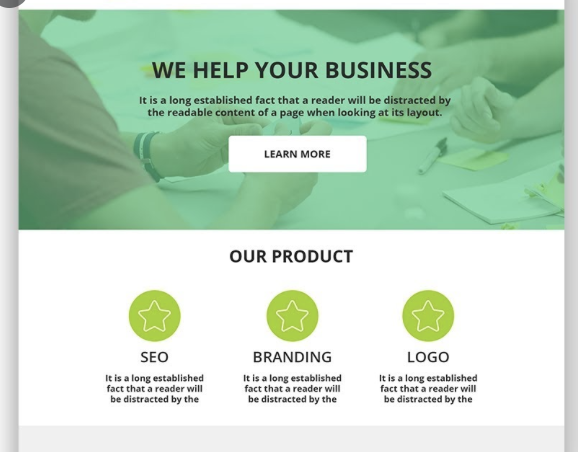 WE HELP YOUR BUSINESS
It is a long established fact that a reader will be distracted by
the readable content of a page when looking at its layout.
LEARN MORE
OUR PRODUCT
SEO
BRANDING
LOGO
It is a long established
fact that a reader will
be distracted by the
It is a long established
fact that a reader will
be distracted by the
It is a long established
fact that a reader will
be distracted by the